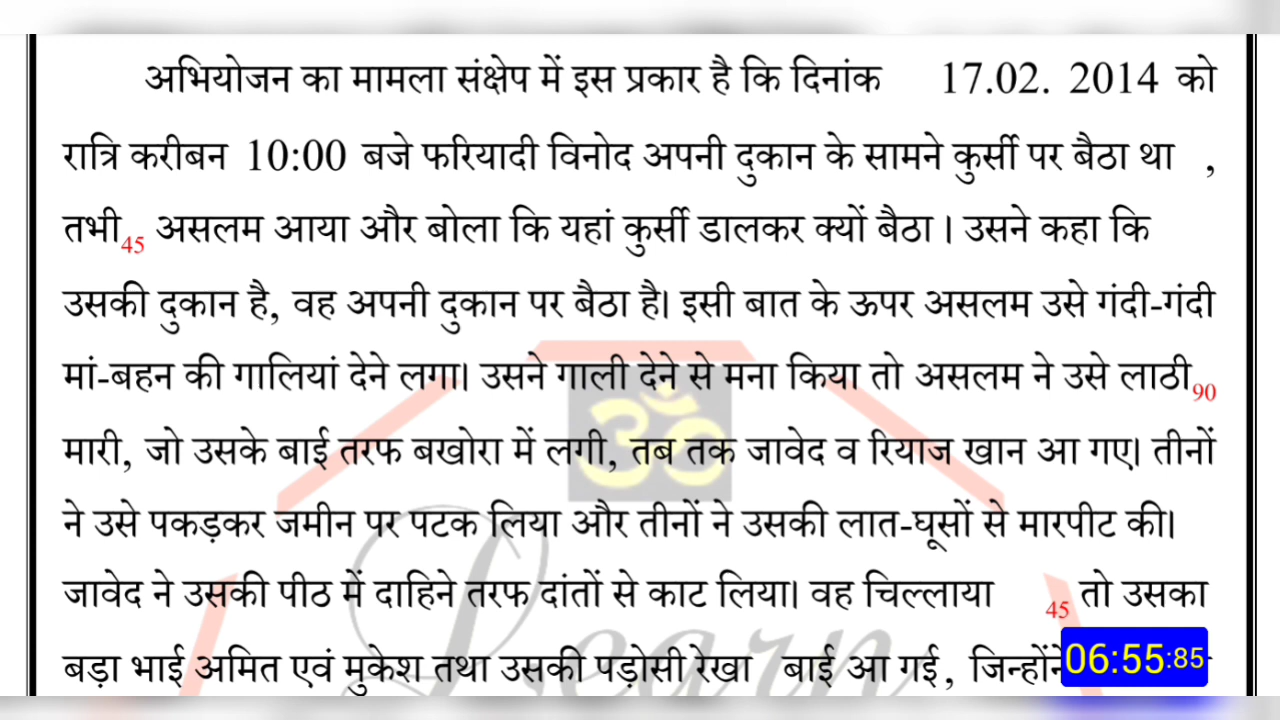 अभियोजन का मामला संक्षेप में इस प्रकार है कि दिनांक 17.02. 2014 को
रात्रि करीबन 10:00 बजे फरियादी विनोद अपनी दुकान के सामने कुर्सी पर बैठा था ,
तभी45 असलम आया और बोला कि यहां कुर्सी डालकर क्यों बैठा । उसने कहा कि
उसकी दुकान है, वह अपनी दुकान पर बैठा है। इसी बात के ऊपर असलम उसे गंदी-गंदी
मां-बहन की गालियां देने लगा। उसने गाली देने से मना किया तो असलम ने उसे लाठी90
मारी, जो उसके बाई तरफ बखोरा में लगी, तब तक जावेद व रियाज खान आ गए। तीनों
ने उसे पकड़कर जमीन पर पटक लिया और तीनों ने उसकी लात-घूसों से मारपीट की।
जावेद ने उसकी पीठ में दाहिने तरफ दांतों से काट लिया। वह चिल्लाया 45 तो उसका
बड़ा भाई अमित एवं मुकेश तथा उसकी पड़ोसी रेखा बाई आ गई, जिन्होंने
06:55:85
ॐ
Learn